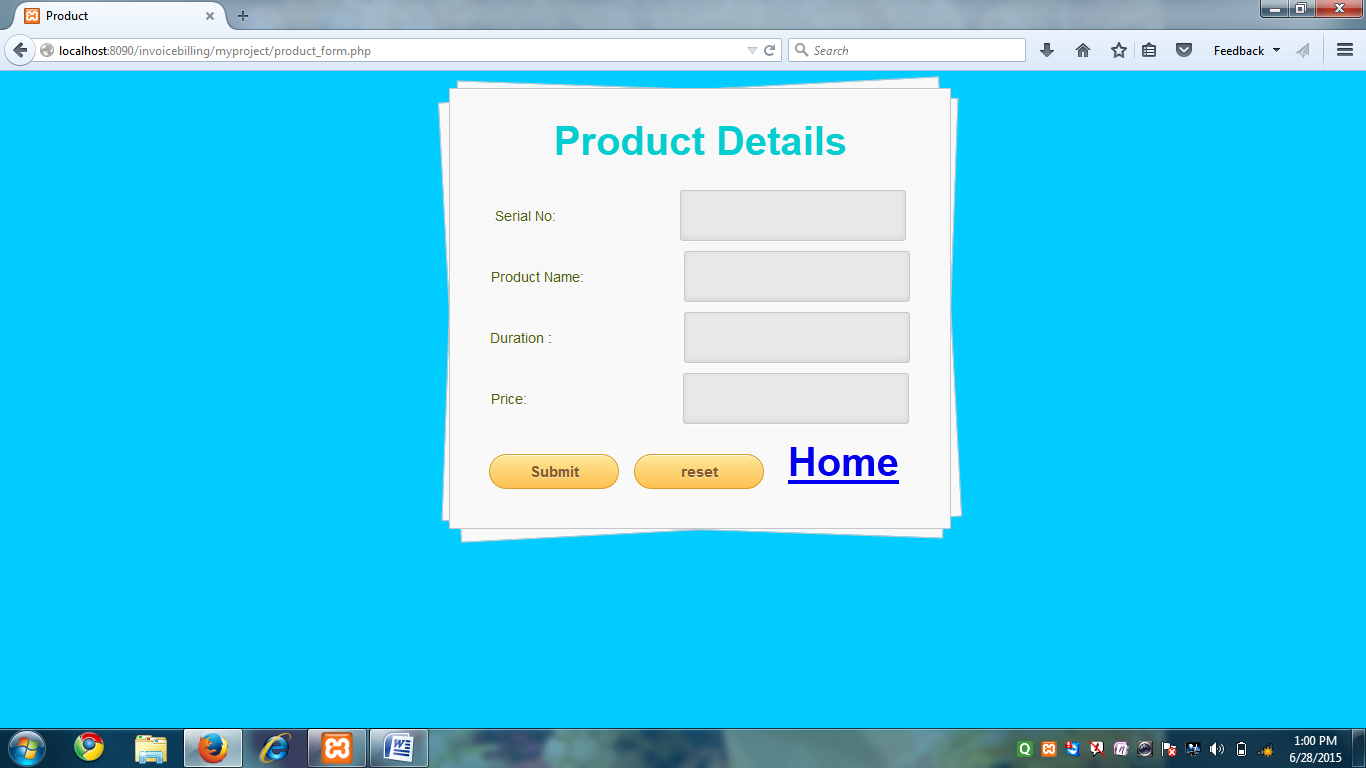 Product
localhost:8090/invoicebilling/myproject/product_form.php
Search
Feedback
Product Details
Serial No:
Product Name:
Duration :
Price:
Submit
reset
Home
1:00 PM
6/28/2015